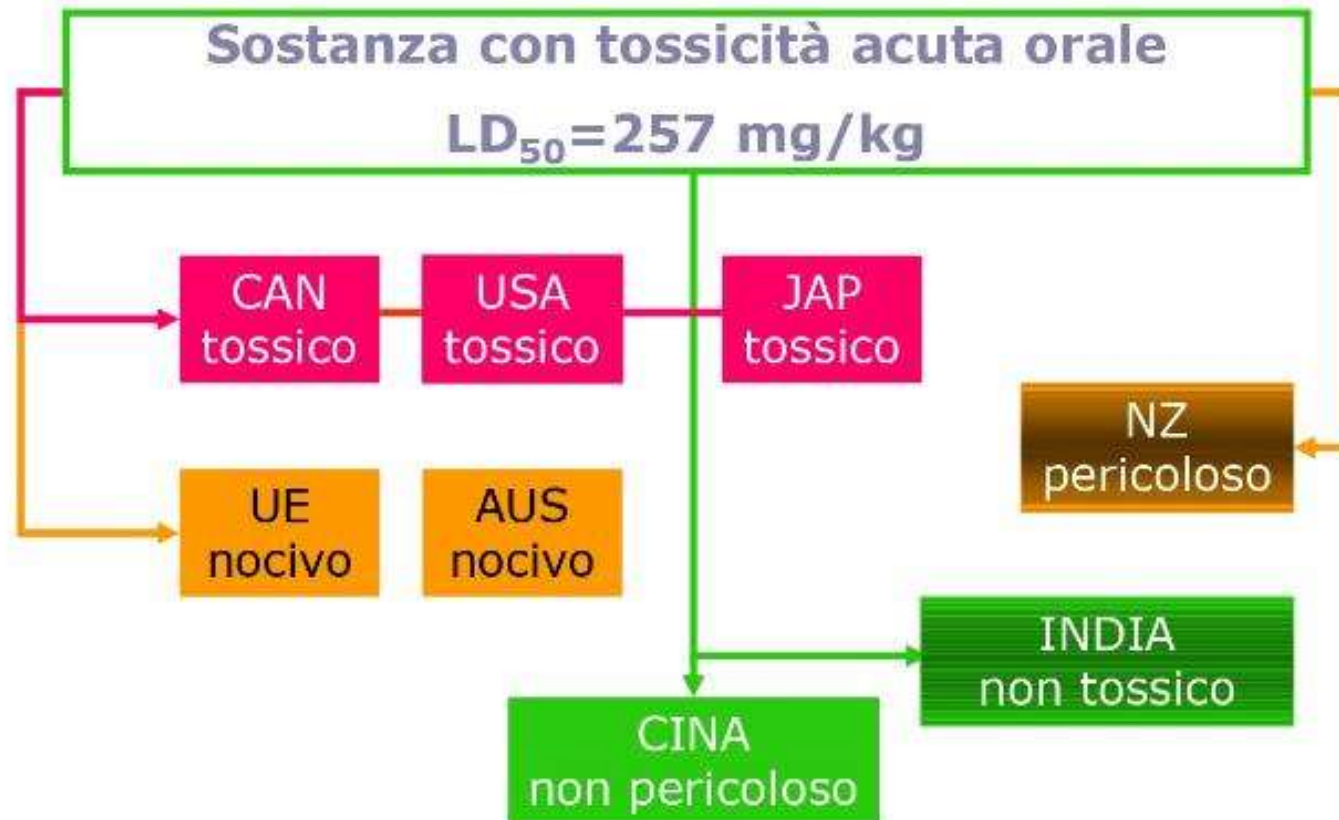 Sostanza con tossicità acuta orale
LD₅₀=257 mg/kg
CAN
tossico
USA
tossico
JAP
tossico
NZ
pericoloso
UE
nocivo
AUS
nocivo
INDIA
non tossico
CINA
non pericoloso